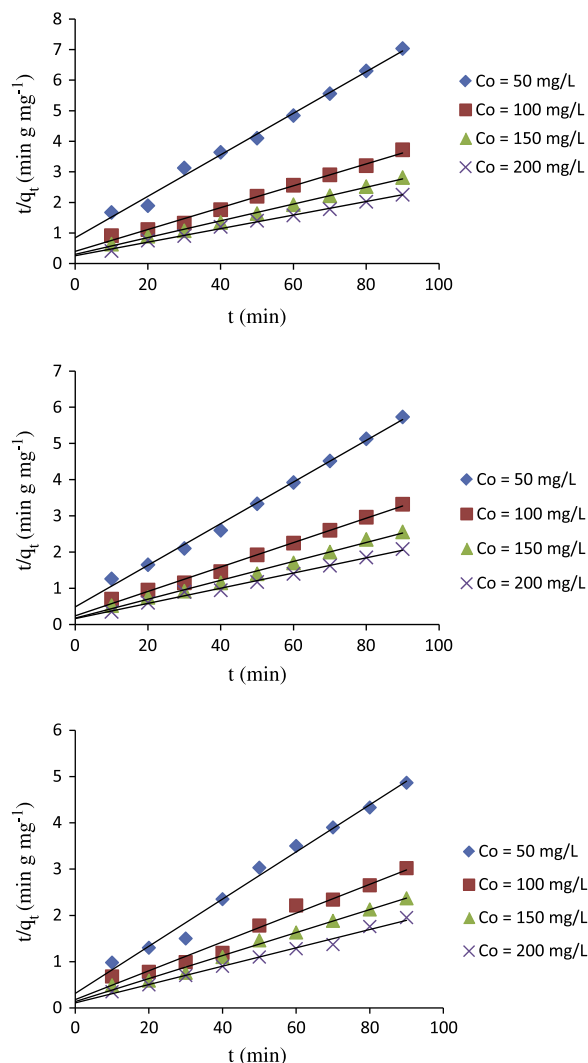 8
7
6
5
4
3
2
1
0
t/qt (min g mg-1)
0 20 40 60 80 100
t (min)
Co = 50 mg/L
Co = 100 mg/L
Co = 150 mg/L
Co = 200 mg/L
7
6
5
4
3
2
1
0
t/qt (min g mg-1)
0 20 40 60 80 100
t (min)
Co = 50 mg/L
Co = 100 mg/L
Co = 150 mg/L
Co = 200 mg/L
6
5
4
3
2
1
0
t/qt (min g mg-1)
0 20 40 60 80 100
t (min)
Co = 50 mg/L
Co = 100 mg/L
Co = 150 mg/L
Co = 200 mg/L